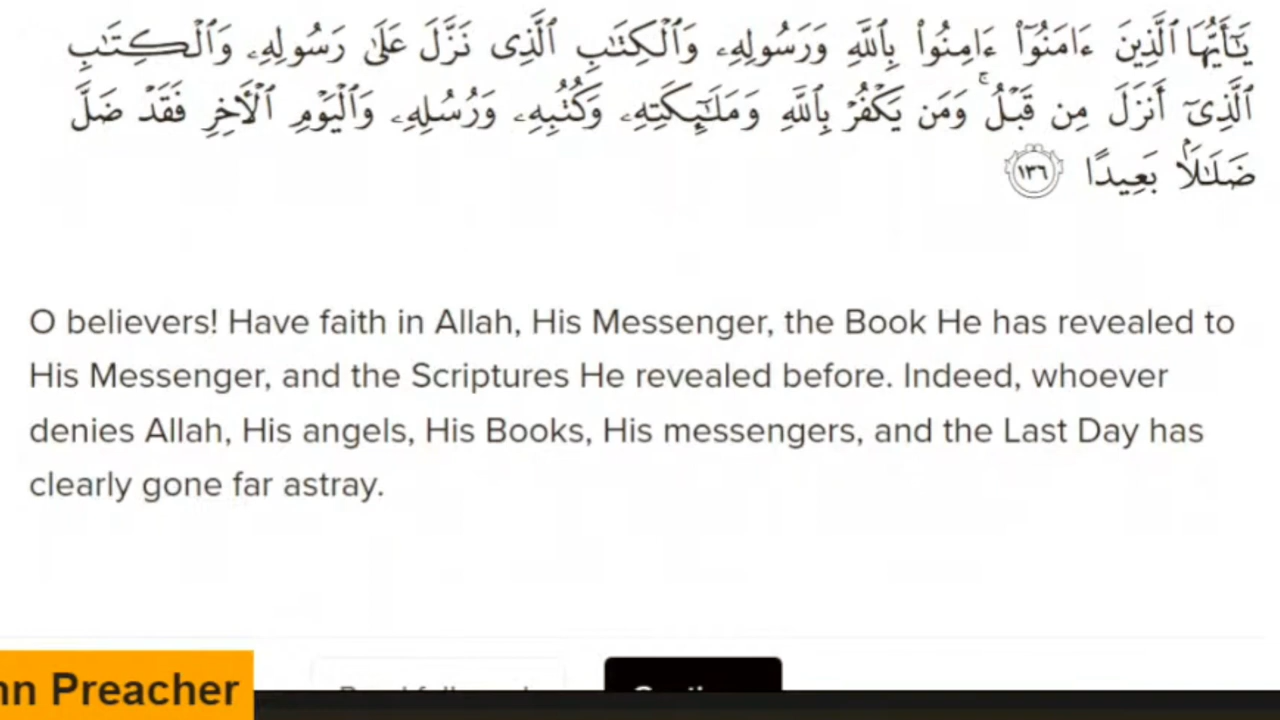 يَـٰٓأَيُّهَا ٱلَّذِينَ ءَامَنُوٓا۟ ءَامِنُوا۟ بِٱللَّهِ وَرَسُولِهِۦ وَٱلْكِتَـٰبِ ٱلَّذِى نَزَّلَ عَلَىٰ رَسُولِهِۦ وَٱلْكِتَـٰبِ
ٱلَّذِىٓ أَنزَلَ مِن قَبْلُ ۚ وَمَن يَكْفُرْ بِٱللَّهِ وَمَلَـٰٓئِكَتِهِۦ وَكُتُبِهِۦ وَرُسُلِهِۦ وَٱلْيَوْمِ ٱلْـَٔاخِرِ فَقَدْ ضَلَّ
ضَلَـٰلًۢا بَعِيدًا ١٣٦
O believers! Have faith in Allah, His Messenger, the Book He has revealed to
His Messenger, and the Scriptures He revealed before. Indeed, whoever
denies Allah, His angels, His Books, His messengers, and the Last Day has
clearly gone far astray.
Preacher